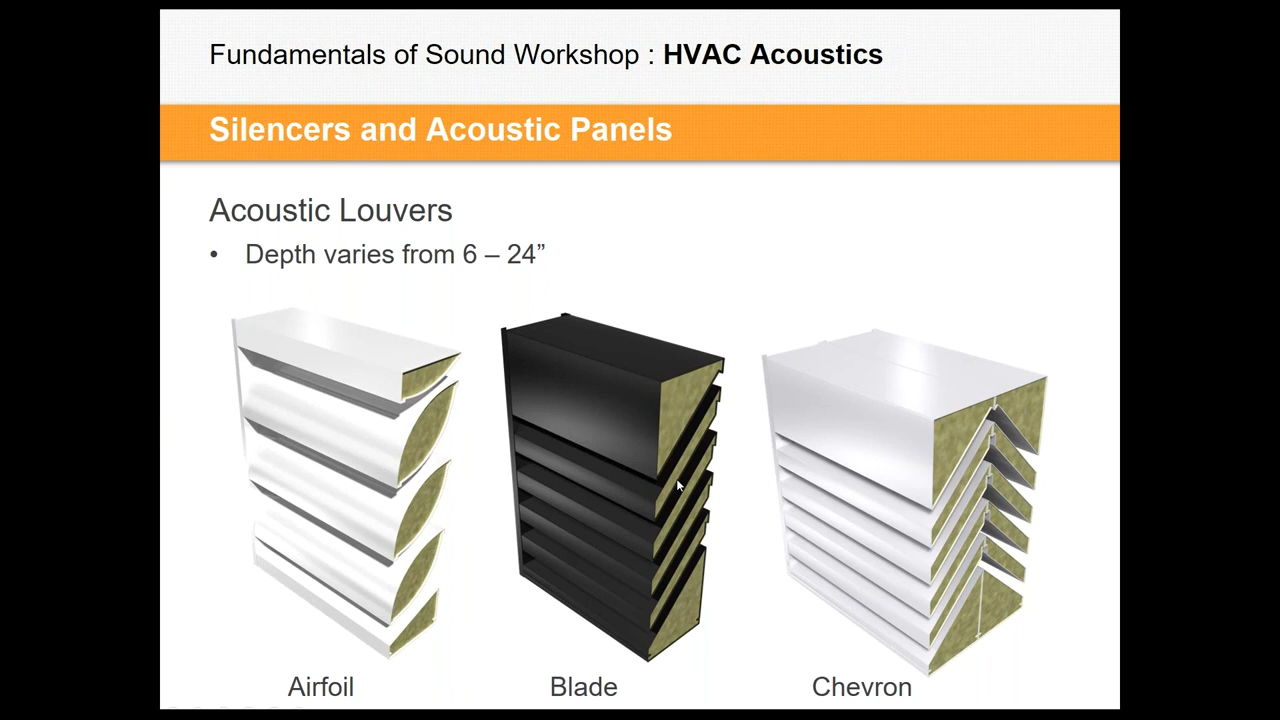 Fundamentals of Sound Workshop : HVAC Acoustics
Silencers and Acoustic Panels
Acoustic Louvers
• Depth varies from 6 – 24”
Airfoil Blade Chevron